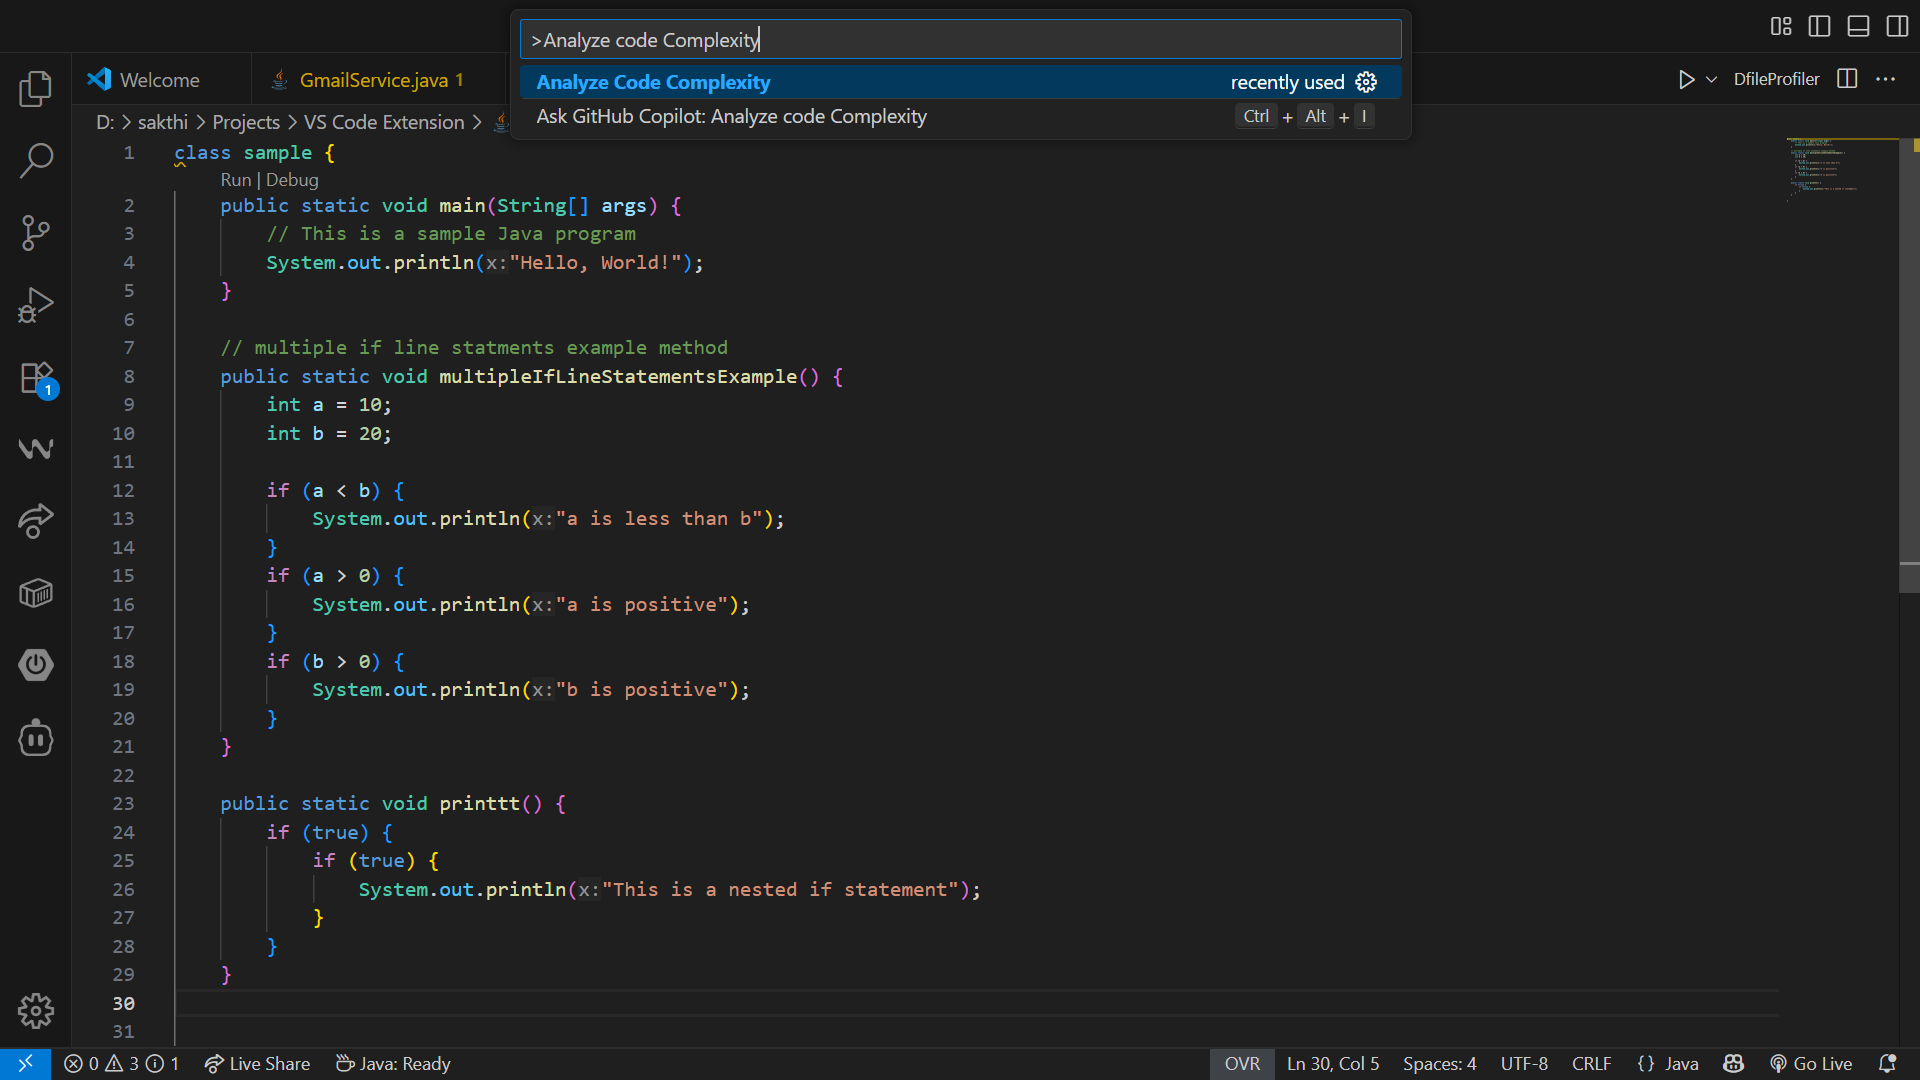 >Analyze code Complexity
Analyze Code Complexity recently used
Ask GitHub Copilot: Analyze code Complexity Ctrl + Alt + I
Welcome GmailService.java 1 DfileProfiler
D: > sakthi > Projects > VS Code Extension >
1 class sample {
Run | Debug
2 public static void main(String[] args) {
3 // This is a sample Java program
4 System.out.println(x:"Hello, World!");
5 }
6
7 // multiple if line statments example method
8 public static void multipleIfLineStatementsExample() {
9 int a = 10;
10 int b = 20;
11
12 if (a < b) {
13 System.out.println(x:"a is less than b");
14 }
15 if (a > 0) {
16 System.out.println(x:"a is positive");
17 }
18 if (b > 0) {
19 System.out.println(x:"b is positive");
20 }
21 }
22
23 public static void printtt() {
24 if (true) {
25 if (true) {
26 System.out.println(x:"This is a nested if statement");
27 }
28 }
29 }
30
31
1
0 3 1 Live Share Java: Ready OVR Ln 30, Col 5 Spaces: 4 UTF-8 CRLF {} Java Go Live